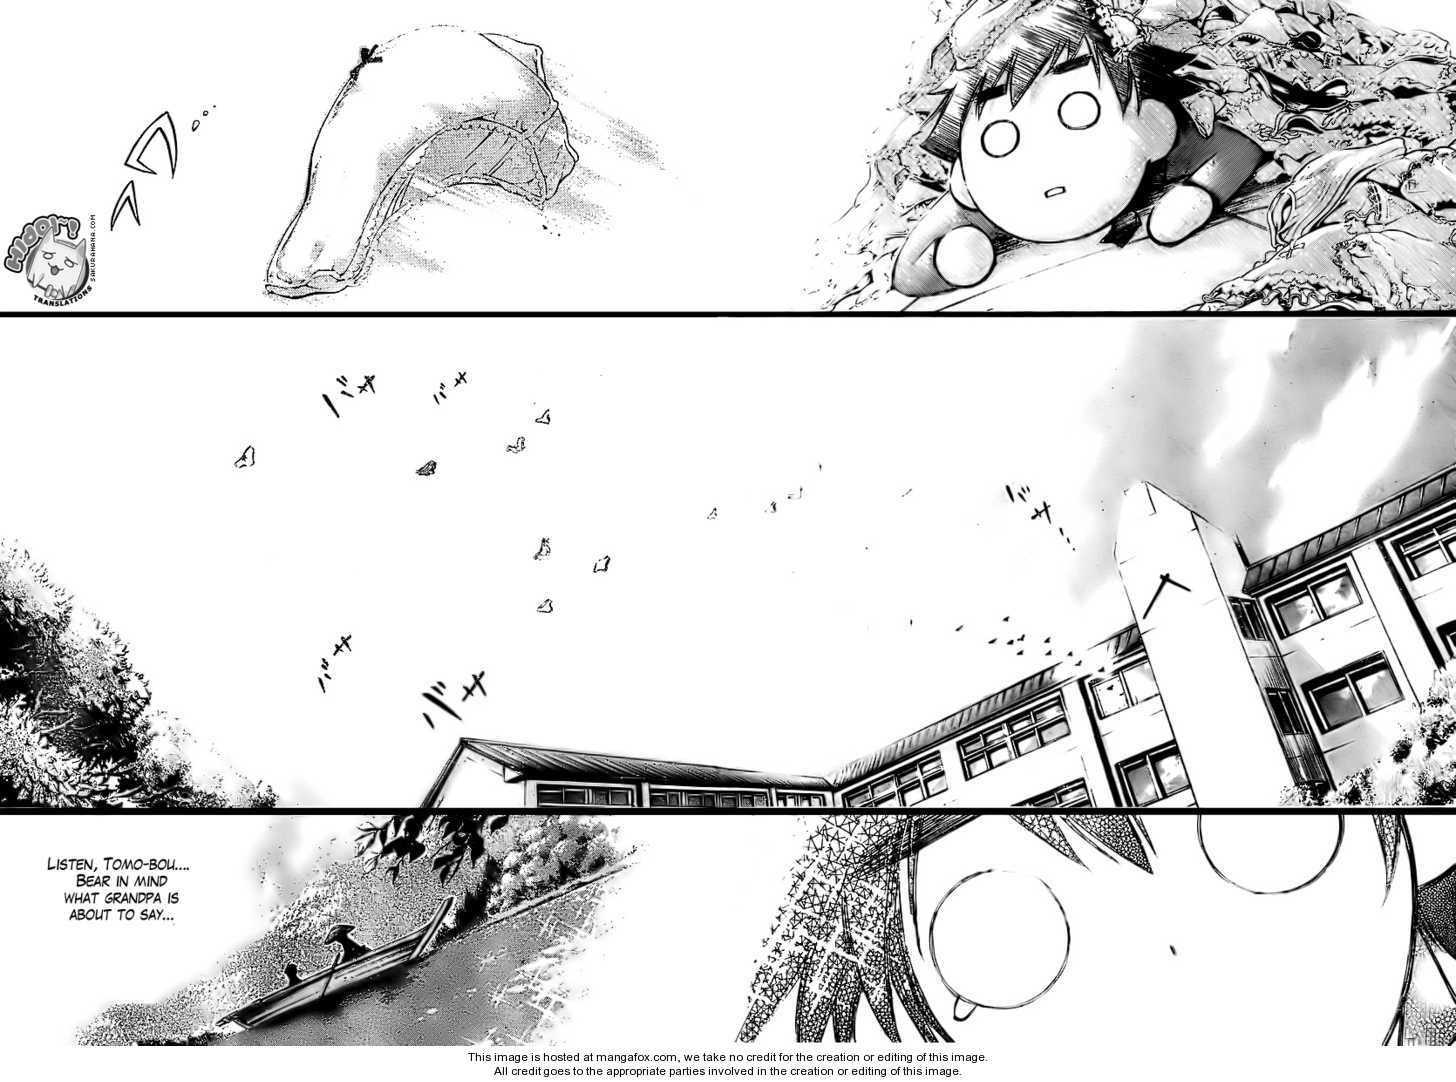 バサ
バサ
バサ
バサ
バサ
LISTEN, TOMO-BOU....
BEAR IN MIND
WHAT GRANDPA IS
ABOUT TO SAY...
TRANSLATIONS
SAKURAHANA.COM
This image is hosted at mangafox.com, we take no credit for the creation or editing of this image.
All credit goes to the appropriate parties involved in the creation or editing of this image.